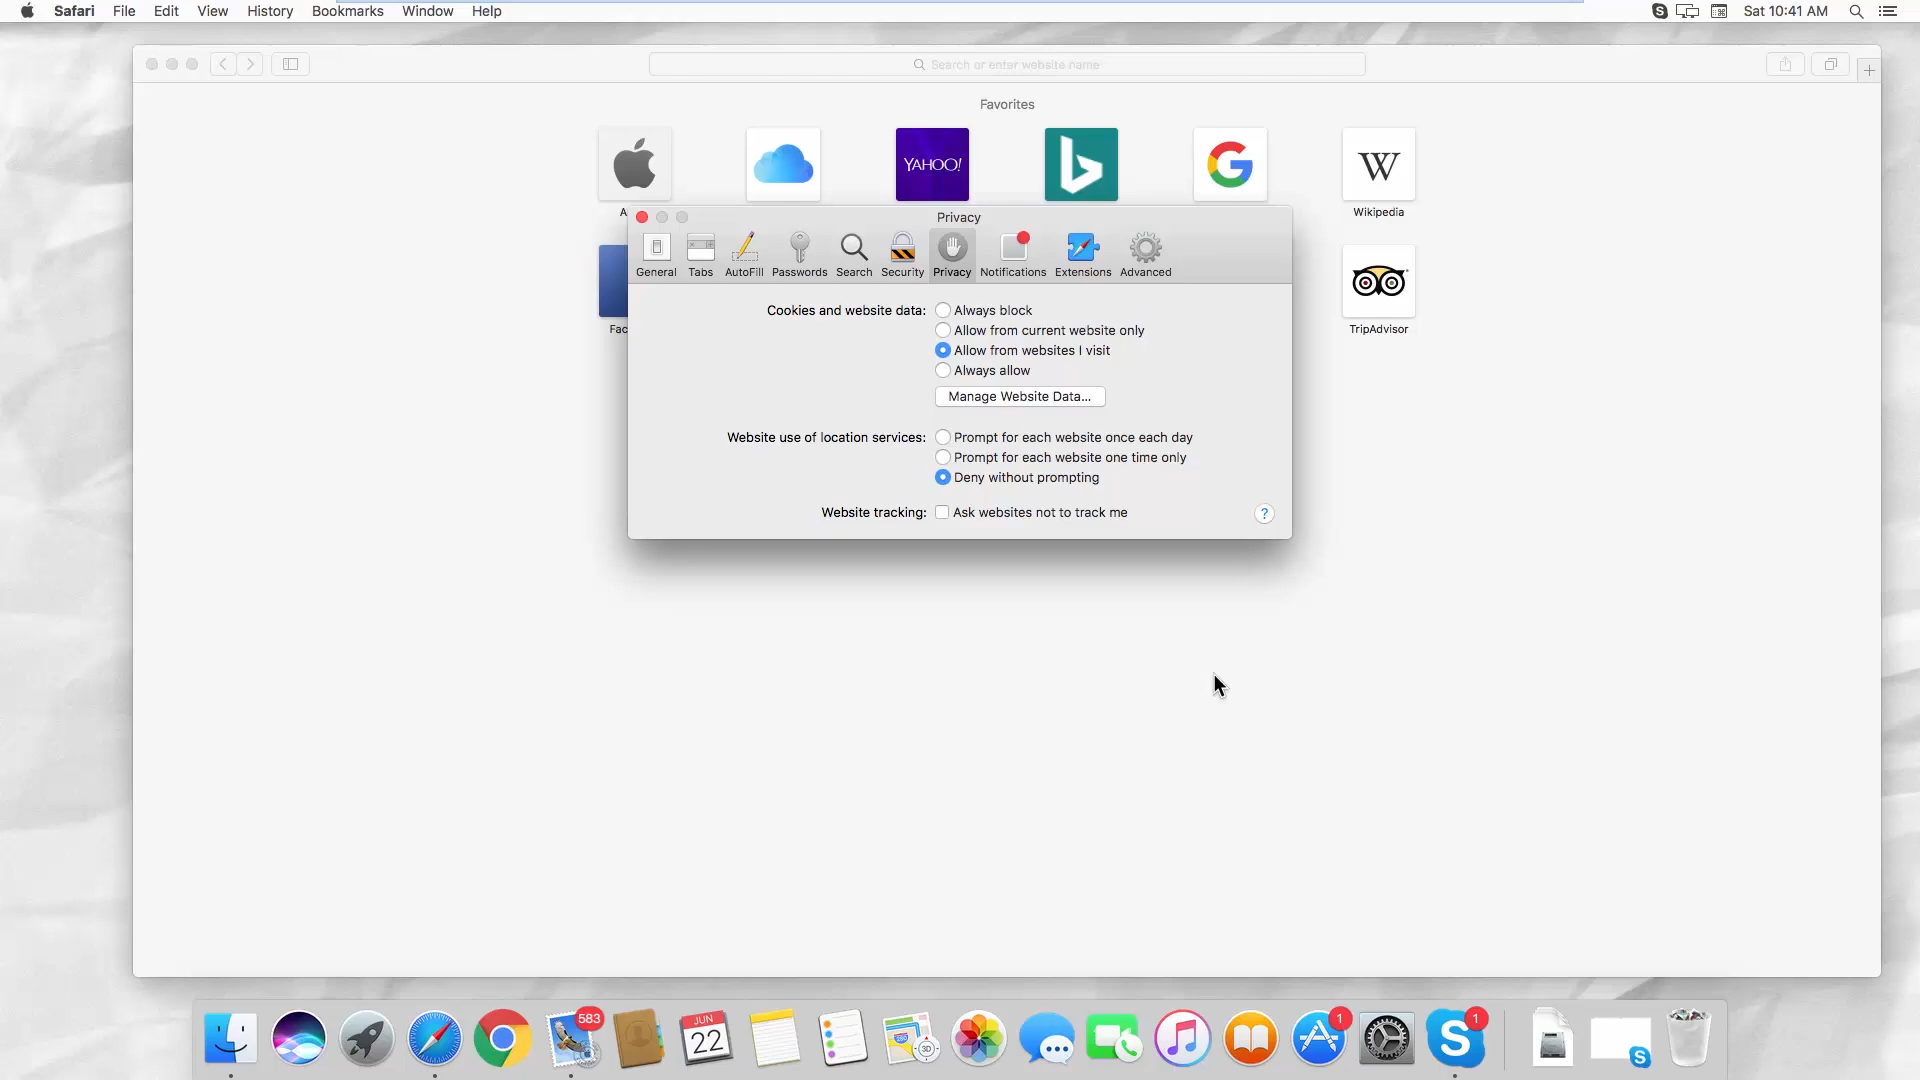 Safari File Edit View History Bookmarks Window Help
Sat 10:41 AM
Search or enter website name
Favorites
YAHOO!
W
A
Wikipedia
Privacy
General Tabs AutoFill Passwords Search Security Privacy Notifications Extensions Advanced
Cookies and website data: Always block
Allow from current website only
Allow from websites I visit
Always allow
Manage Website Data...
Fac
TripAdvisor
Website use of location services: Prompt for each website once each day
Prompt for each website one time only
Deny without prompting
Website tracking: Ask websites not to track me
?
583
JUN
22
280
3D
1
1
S
S